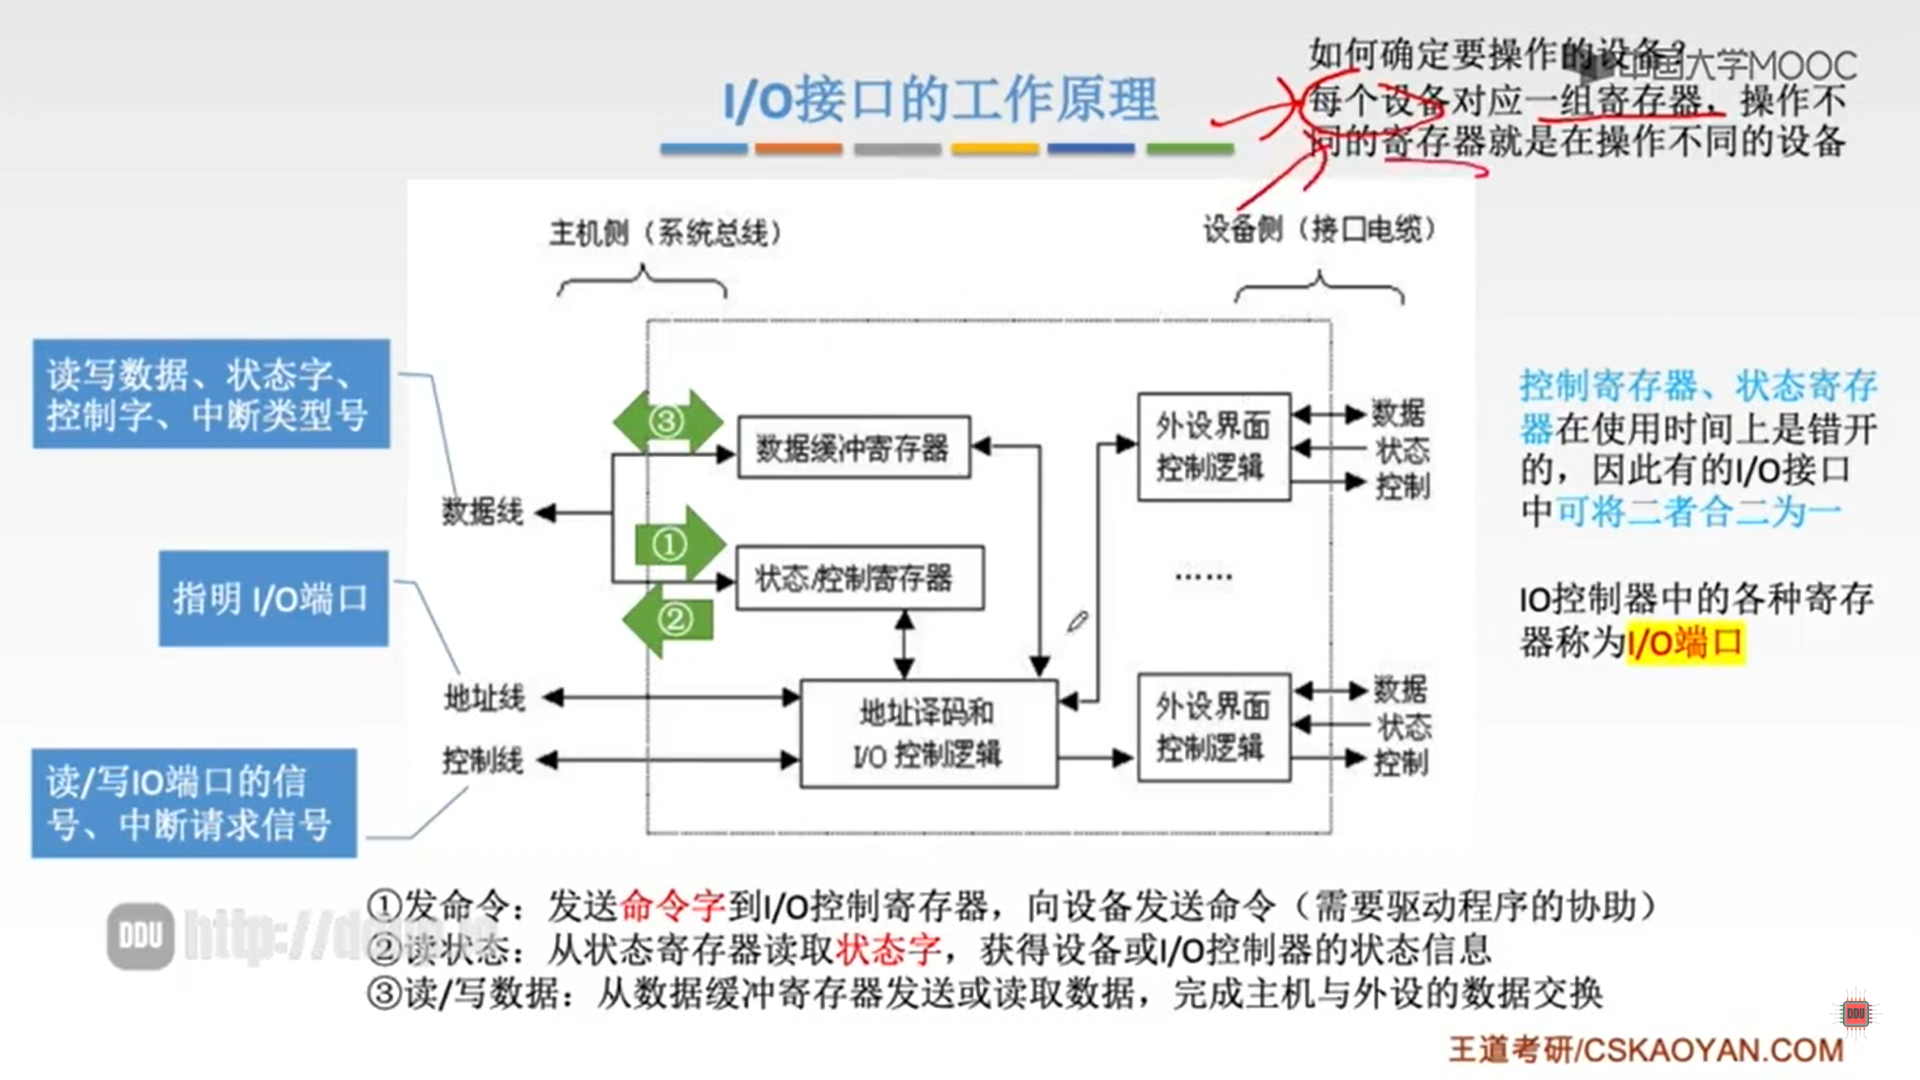 如何确定要操作的设备?
中国大学MOOC
每个设备对应一组寄存器，操作不
同的寄存器就是在操作不同的设备
I/O接口的工作原理
主机侧（系统总线）
设备侧（接口电缆）
读写数据、状态字、
控制字、中断类型号
指明 I/O端口
读/写IO端口的信
号、中断请求信号
数据线
地址线
控制线
③
数据缓冲寄存器
①
状态/控制寄存器
②
地址译码和
I/O 控制逻辑
外设界面
控制逻辑
数据
状态
控制
……
外设界面
控制逻辑
数据
状态
控制
控制寄存器、状态寄存
器在使用时间上是错开
的，因此有的I/O接口
中可将二者合二为一
IO控制器中的各种寄存
器称为I/O端口
①发命令：发送命令字到I/O控制寄存器，向设备发送命令（需要驱动程序的协助）
②读状态：从状态寄存器读取状态字，获得设备或I/O控制器的状态信息
③读/写数据：从数据缓冲寄存器发送或读取数据，完成主机与外设的数据交换
DDU
DDU
王道考研/CSKAOYAN.COM